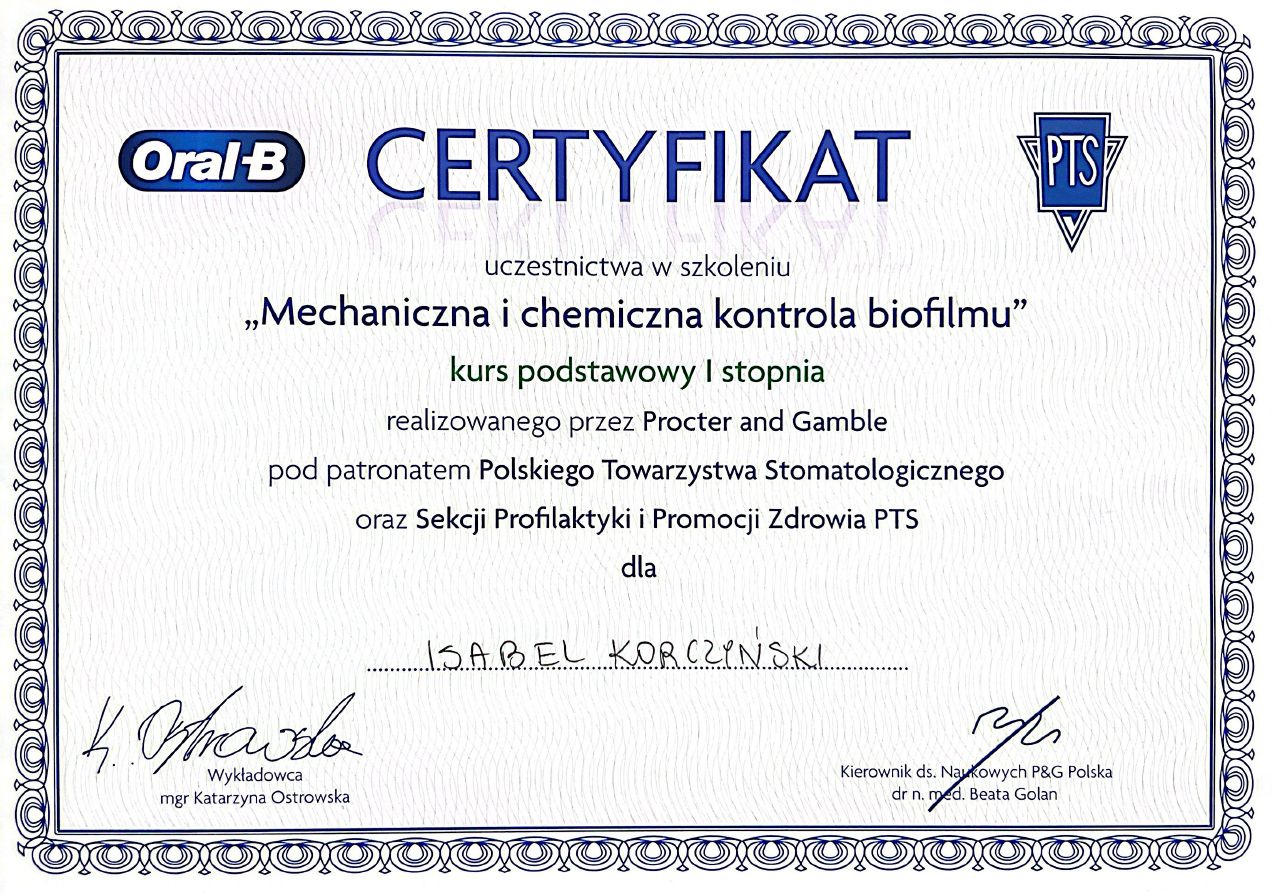 Oral-B
CERTYFIKAT
PTS
uczestnictwa w szkoleniu
„Mechaniczna i chemiczna kontrola biofilmu”
kurs podstawowy I stopnia
realizowanego przez Procter and Gamble
pod patronatem Polskiego Towarzystwa Stomatologicznego
oraz Sekcji Profilaktyki i Promocji Zdrowia PTS
dla
ISABEL KORCZYŃSKI
K. Ostrowska
Wykładowca
mgr Katarzyna Ostrowska
Kierownik ds. Naukowych P&G Polska
dr n. med. Beata Golan